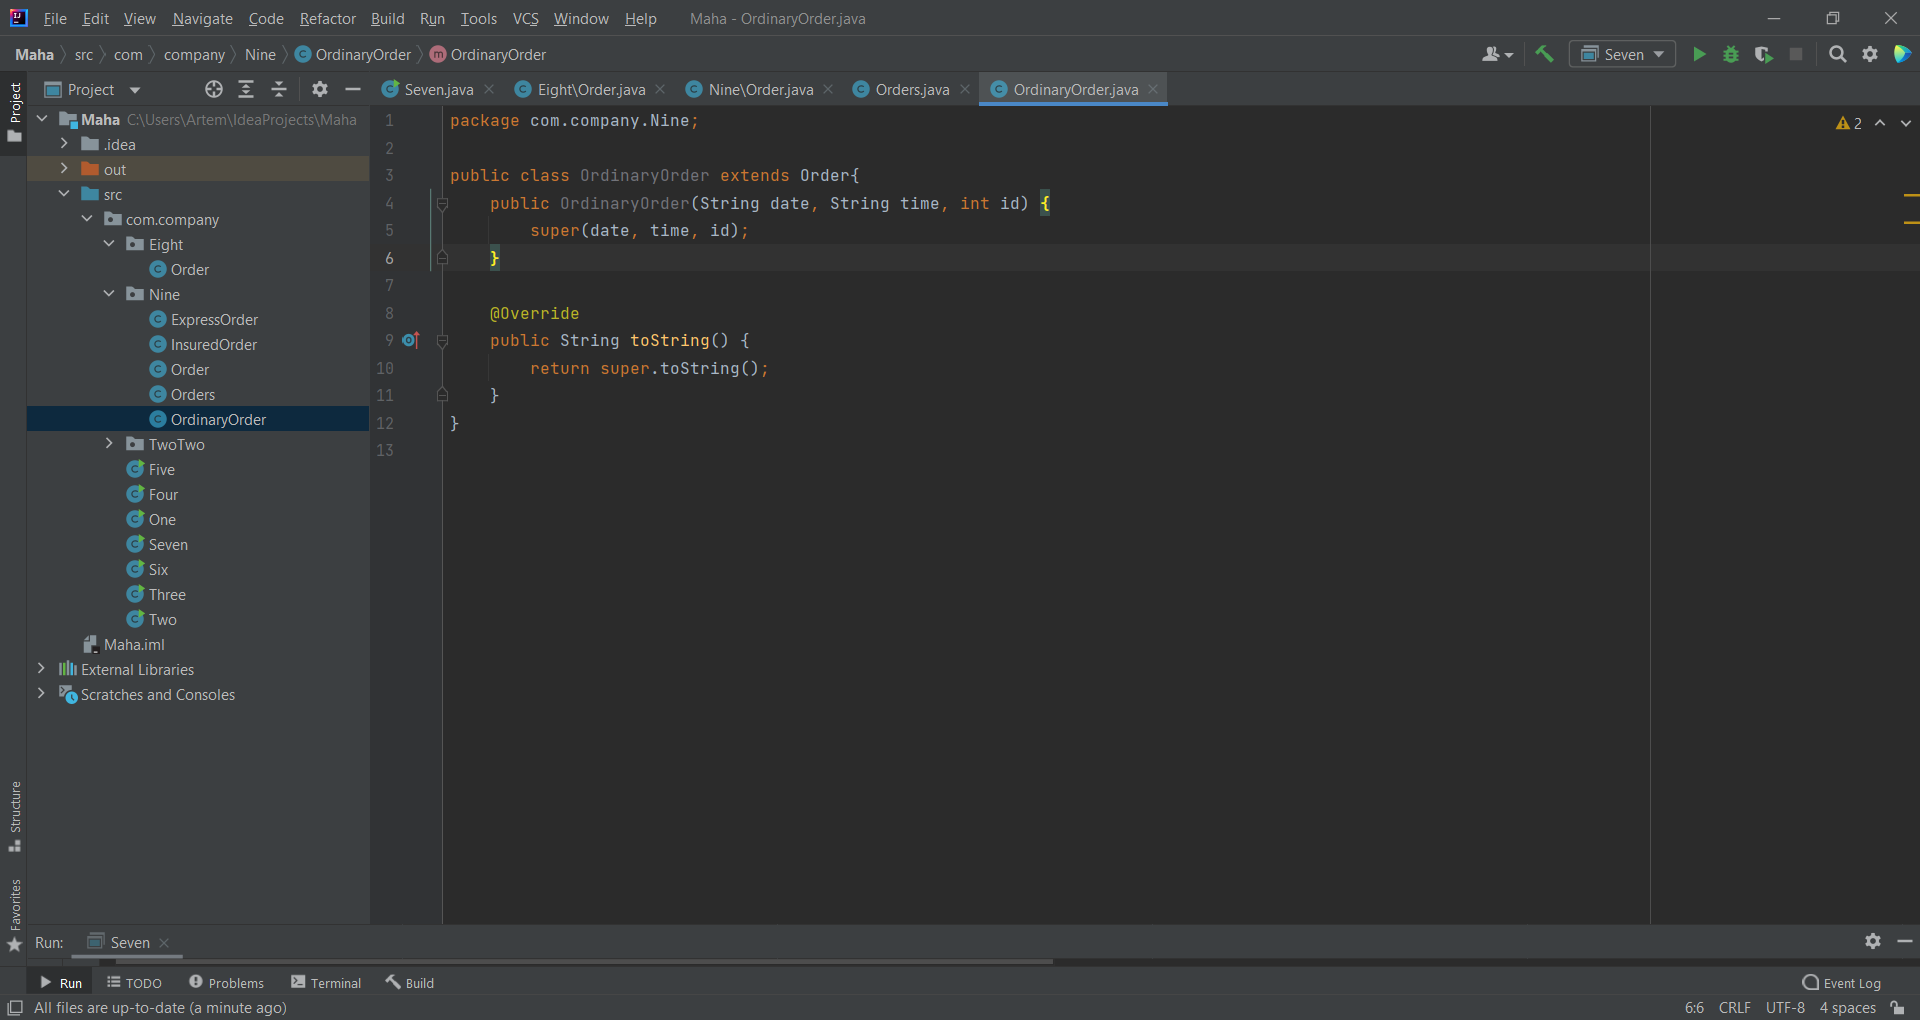 File Edit View Navigate Code Refactor Build Run Tools VCS Window Help Maha - OrdinaryOrder.java
Maha src com company Nine OrdinaryOrder OrdinaryOrder Seven
Project Seven.java Eight\Order.java Nine\Order.java Orders.java OrdinaryOrder.java
Project
Maha C:\Users\Artem\IdeaProjects\Maha
.idea
out
src
com.company
Eight
Order
Nine
ExpressOrder
InsuredOrder
Order
Orders
OrdinaryOrder
TwoTwo
Five
Four
One
Seven
Six
Three
Two
Maha.iml
External Libraries
Scratches and Consoles
Structure
Favorites
1 package com.company.Nine;
2
3 public class OrdinaryOrder extends Order{
4 public OrdinaryOrder(String date, String time, int id) {
5 super(date, time, id);
6 }
7
8 @Override
9 public String toString() {
10 return super.toString();
11 }
12 }
13
2
Run: Seven
Run TODO Problems Terminal Build Event Log
All files are up-to-date (a minute ago) 6:6 CRLF UTF-8 4 spaces